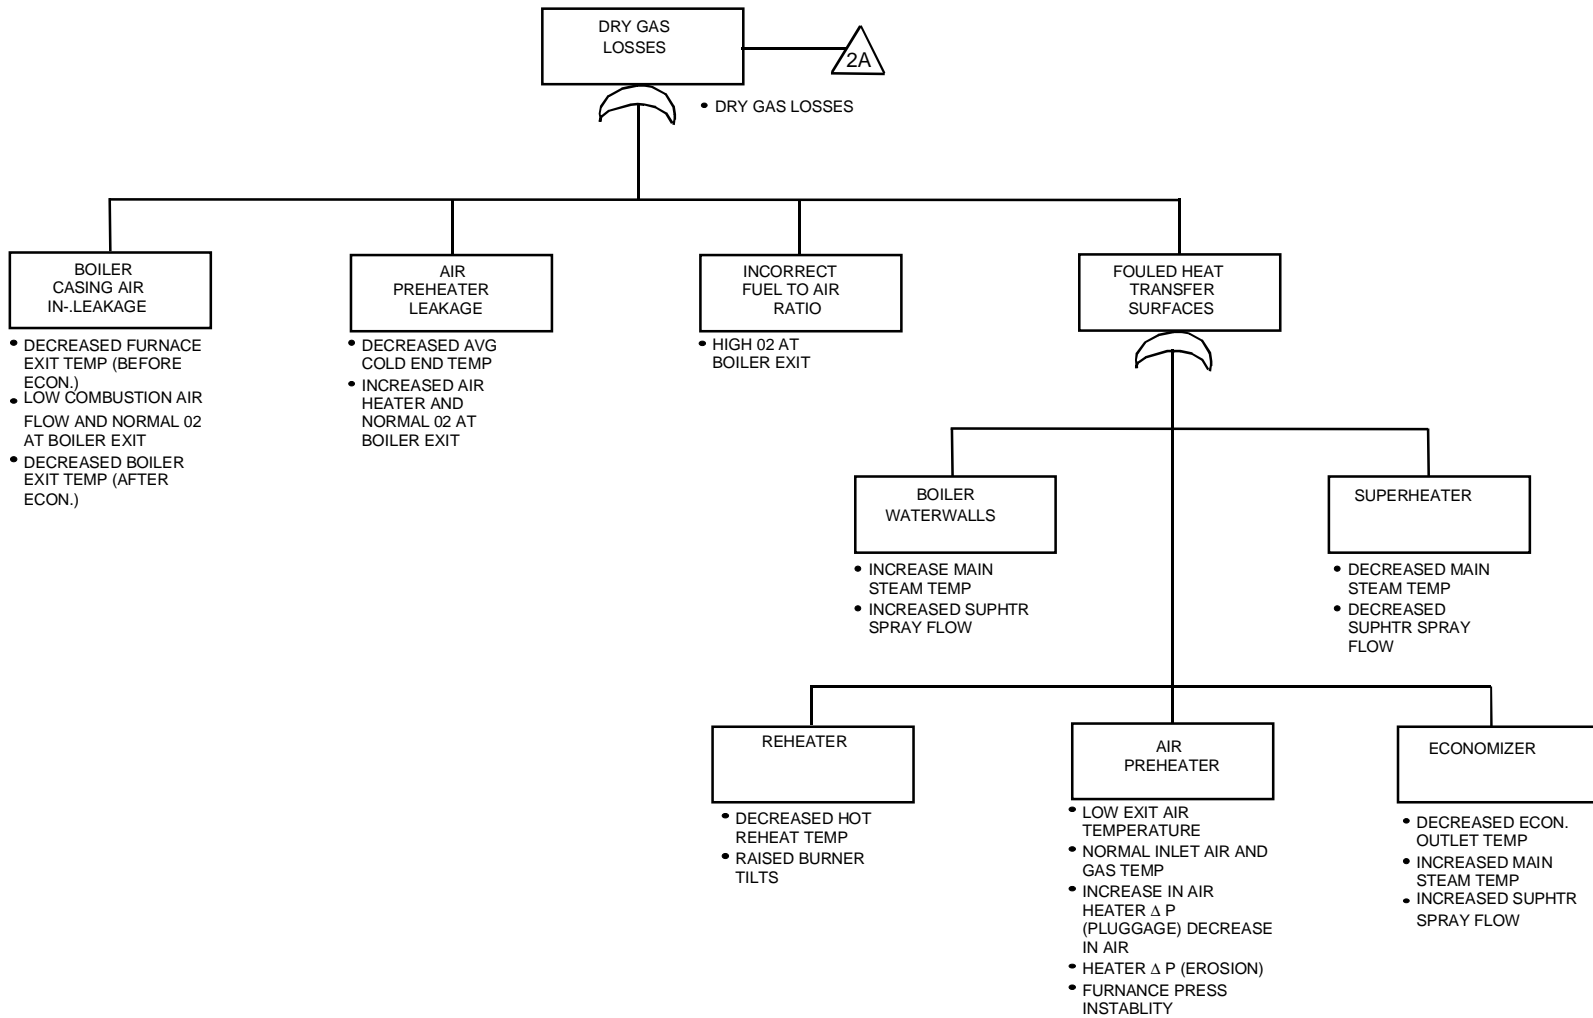 DRY GAS
LOSSES
2A
• DRY GAS LOSSES
BOILER
CASING AIR
IN-.LEAKAGE
• DECREASED FURNACE
EXIT TEMP (BEFORE
ECON.)
• LOW COMBUSTION AIR
FLOW AND NORMAL 02
AT BOILER EXIT
• DECREASED BOILER
EXIT TEMP (AFTER
ECON.)
AIR
PREHEATER
LEAKAGE
• DECREASED AVG
COLD END TEMP
• INCREASED AIR
HEATER AND
NORMAL 02 AT
BOILER EXIT
INCORRECT
FUEL TO AIR
RATIO
• HIGH 02 AT
BOILER EXIT
FOULED HEAT
TRANSFER
SURFACES
BOILER
WATERWALLS
• INCREASE MAIN
STEAM TEMP
• INCREASED SUPHTR
SPRAY FLOW
SUPERHEATER
• DECREASED MAIN
STEAM TEMP
• DECREASED
SUPHTR SPRAY
FLOW
REHEATER
• DECREASED HOT
REHEAT TEMP
• RAISED BURNER
TILTS
AIR
PREHEATER
• LOW EXIT AIR
TEMPERATURE
• NORMAL INLET AIR AND
GAS TEMP
• INCREASE IN AIR
HEATER Δ P
(PLUGGAGE) DECREASE
IN AIR
• HEATER Δ P (EROSION)
• FURNANCE PRESS
INSTABLITY
ECONOMIZER
• DECREASED ECON.
OUTLET TEMP
• INCREASED MAIN
STEAM TEMP
• INCREASED SUPHTR
SPRAY FLOW